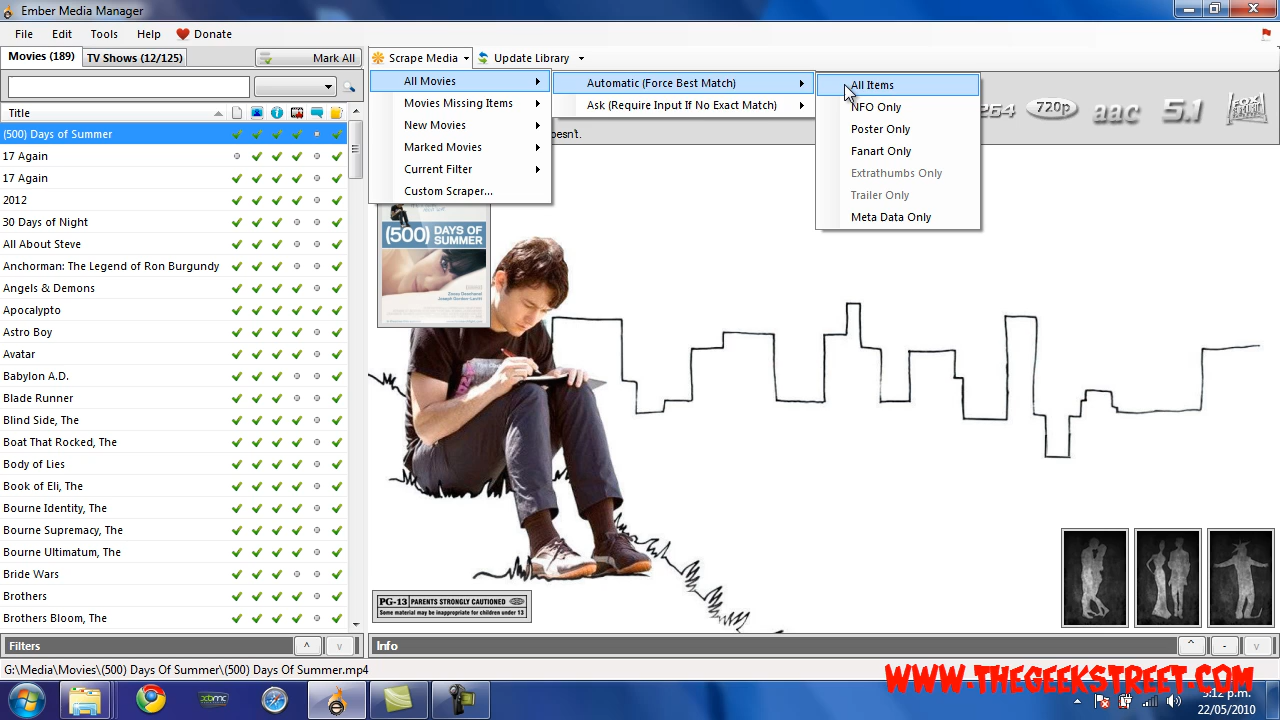 Ember Media Manager
File Edit Tools Help Donate
Movies (189) TV Shows (12/125) Mark All
Scrape Media Update Library
All Movies
Movies Missing Items
New Movies
Marked Movies
Current Filter
Custom Scraper...
Automatic (Force Best Match)
Ask (Require Input If No Exact Match)
All Items
NFO Only
Poster Only
Fanart Only
Extrathumbs Only
Trailer Only
Meta Data Only
264 720p aac 5.1
oesn't.
Title
(500) Days of Summer
17 Again
17 Again
2012
30 Days of Night
All About Steve
Anchorman: The Legend of Ron Burgundy
Angels & Demons
Apocalypto
Astro Boy
Avatar
Babylon A.D.
Blade Runner
Blind Side, The
Boat That Rocked, The
Body of Lies
Book of Eli, The
Bourne Identity, The
Bourne Supremacy, The
Bourne Ultimatum, The
Bride Wars
Brothers
Brothers Bloom, The
(500) DAYS OF
SUMMER
PG-13 PARENTS STRONGLY CAUTIONED
Some material may be inappropriate for children under 13
Filters
Info
G:\Media\Movies\(500) Days Of Summer\(500) Days Of Summer.mp4
WWW.THEGEEKSTREET.COM
xbmc
5:12 p.m.
22/05/2010